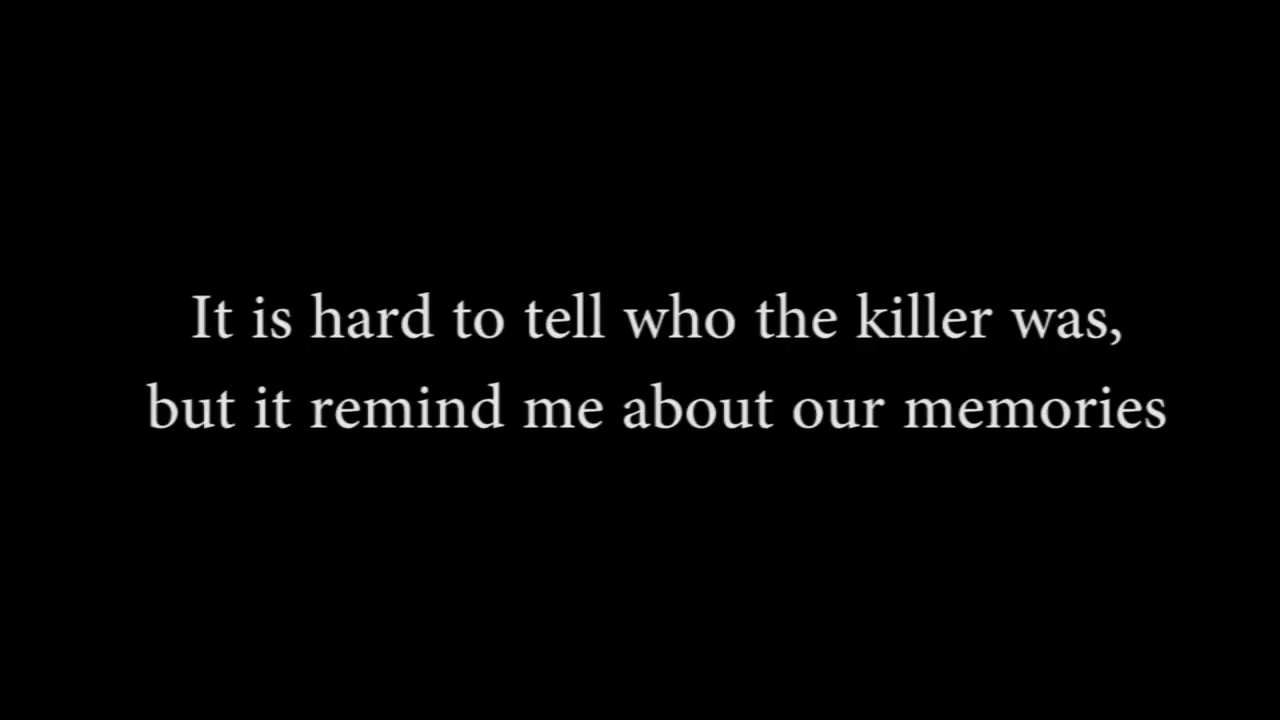 It is hard to tell who the killer was,
but it remind me about our memories